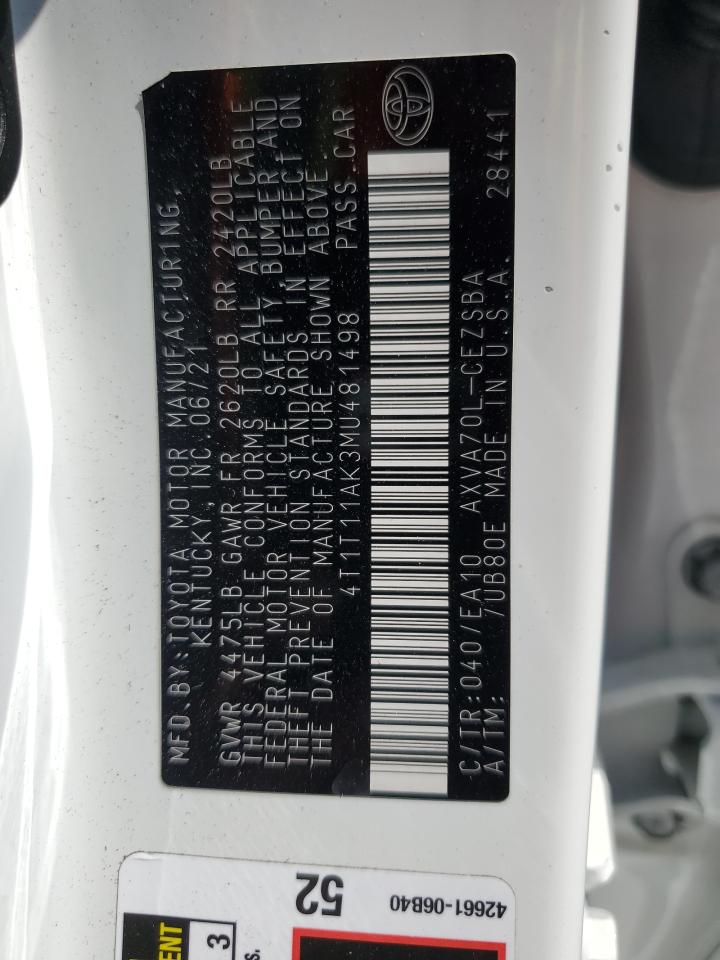 MFD.BY:TOYOTA MOTOR MANUFACTUR1NG,
KENTUCKY,INC. 06/21
GVWR 4475LB GAWR FR 2620LB RR 2420LB
THIS VEHICLE CONFORMS TO ALL APPLICABLE
FEDERAL MOTOR VEHICLE SAFETY,BUMPER,AND
THEFT PREVENTION STANDARDS IN EFFECT ON
THE DATE OF MANUFACTURE SHOWN ABOVE.
4T1T11AK3MU481498 PASS.CAR
C/TR:040/EA10 AXVA70L-CEZSBA
A/TM: 7UB80E MADE IN U.S.A. 28441
52
42661-06B40
3